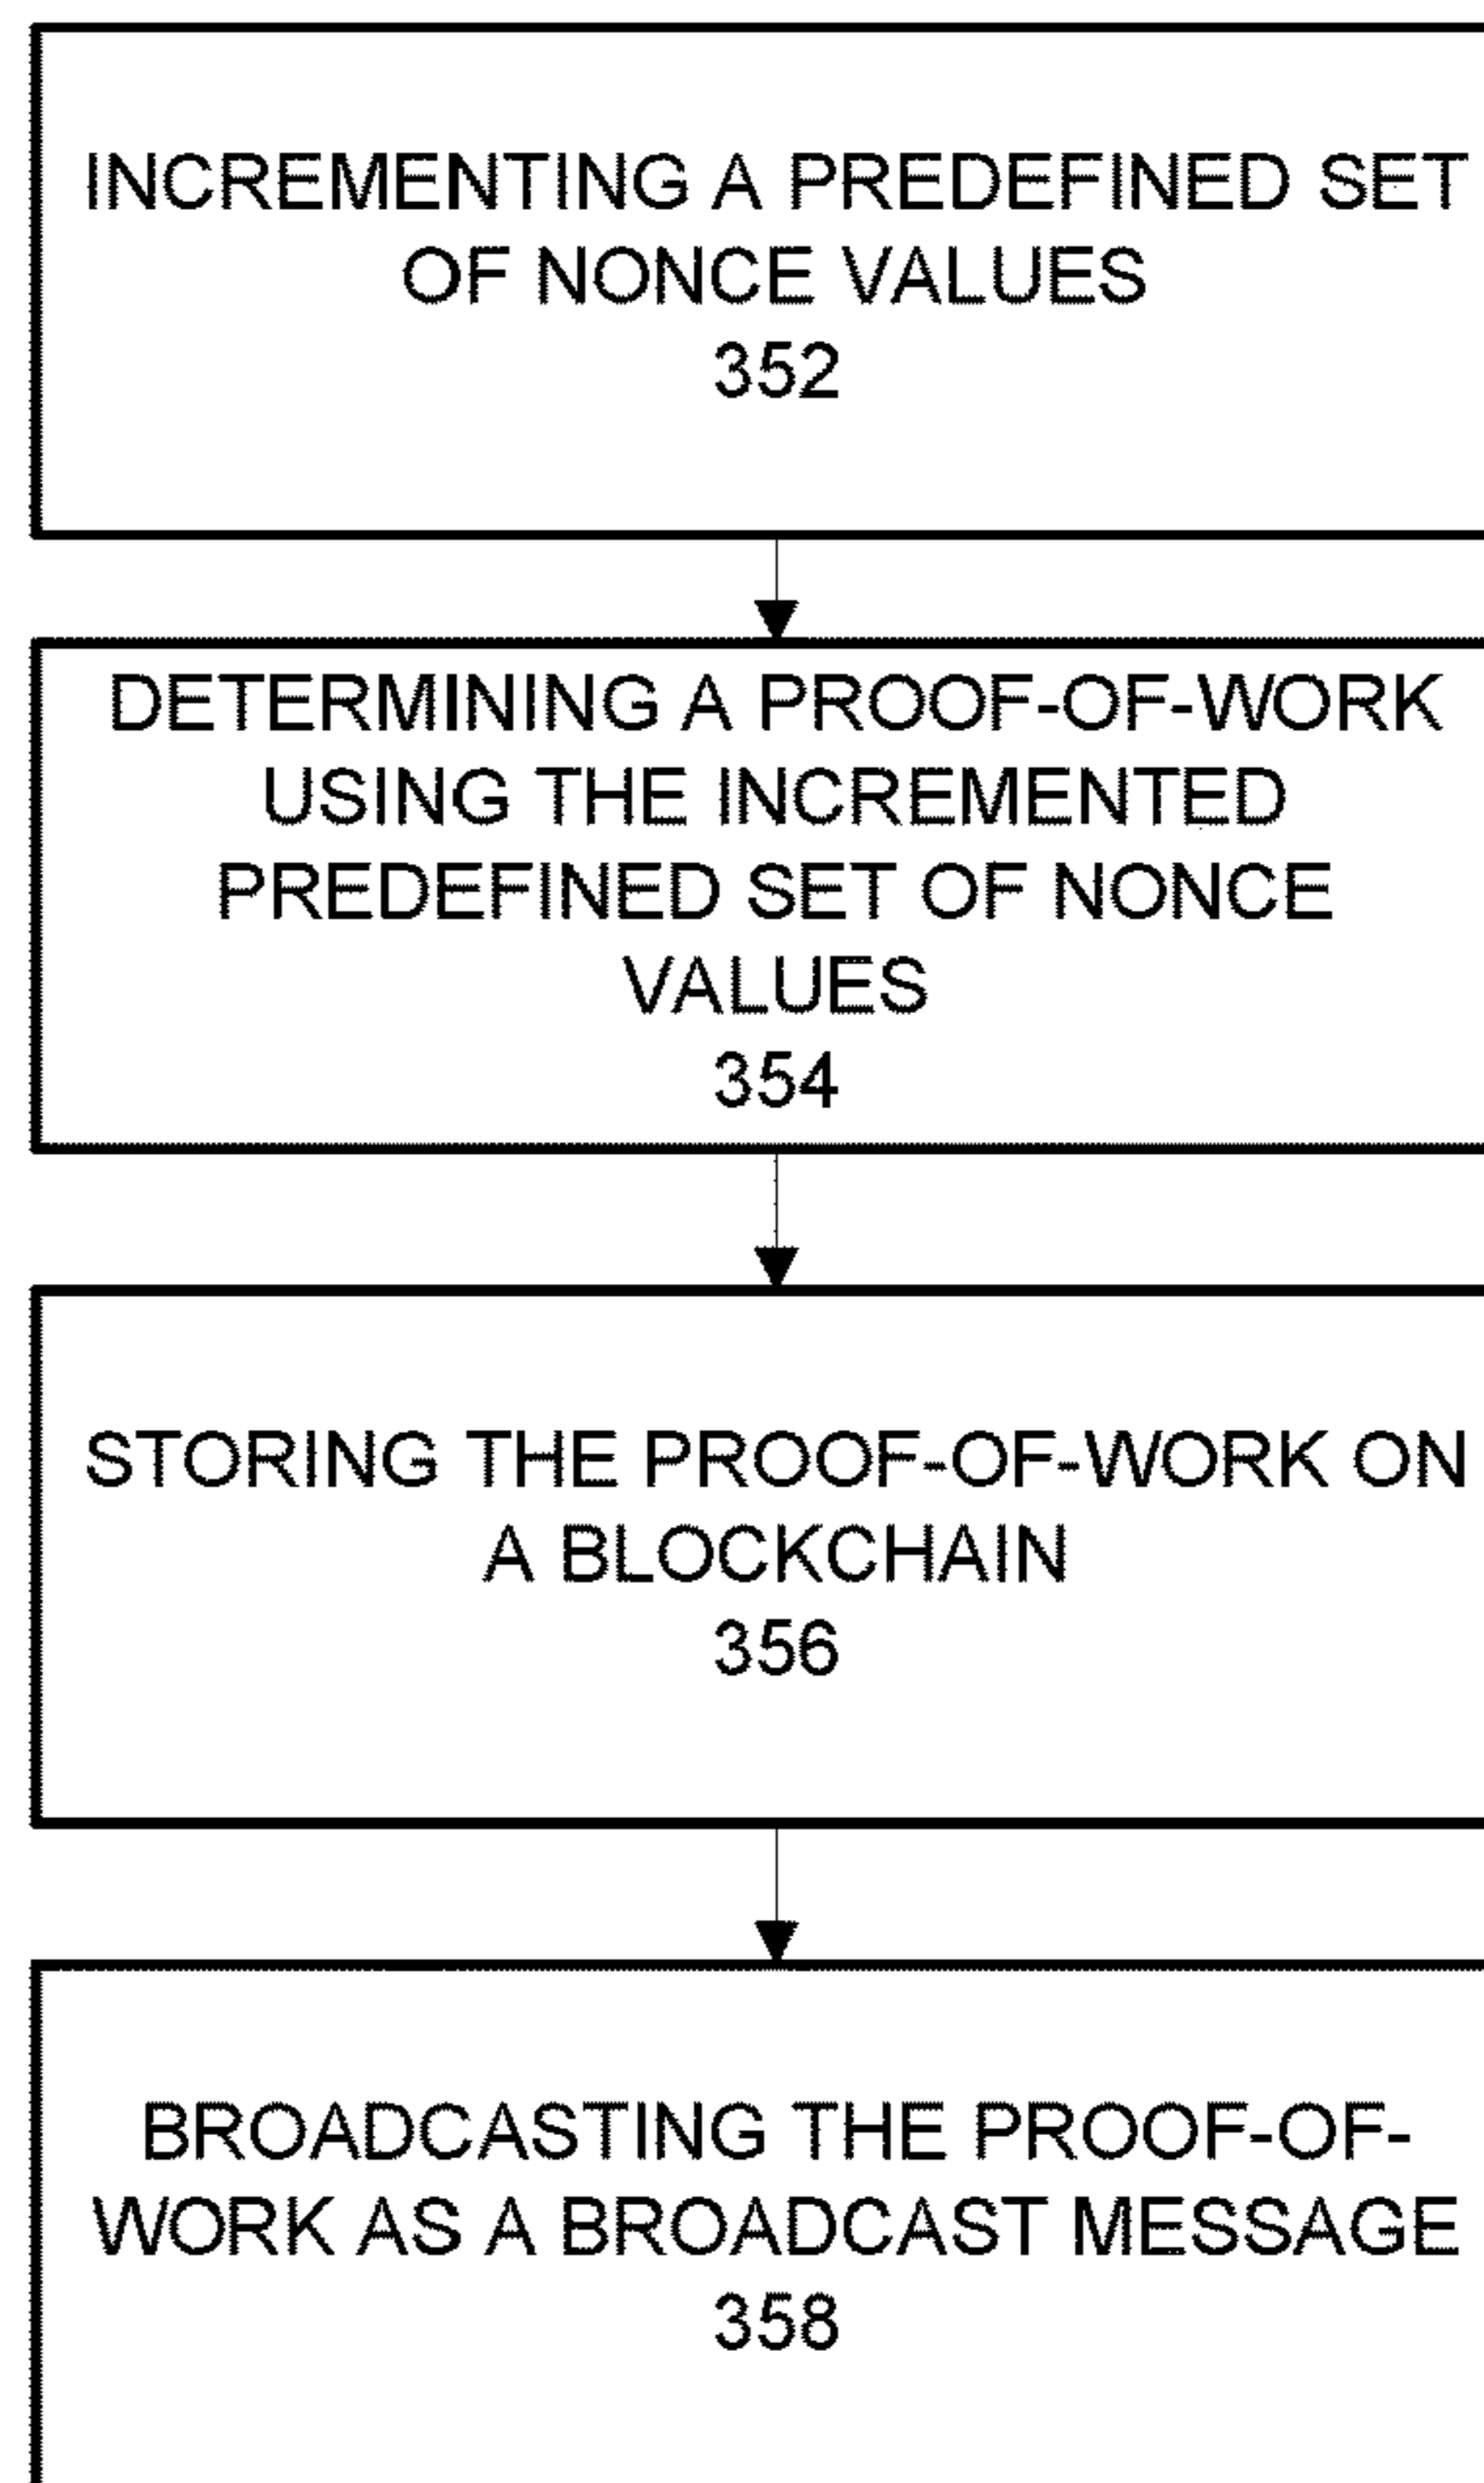 INCREMENTING A PREDEFINED SET
OF NONCE VALUES
352
DETERMINING A PROOF-OF-WORK
USING THE INCREMENTED
PREDEFINED SET OF NONCE
VALUES
354
STORING THE PROOF-OF-WORK ON
A BLOCKCHAIN
356
BROADCASTING THE PROOF-OF-
WORK AS A BROADCAST MESSAGE
358